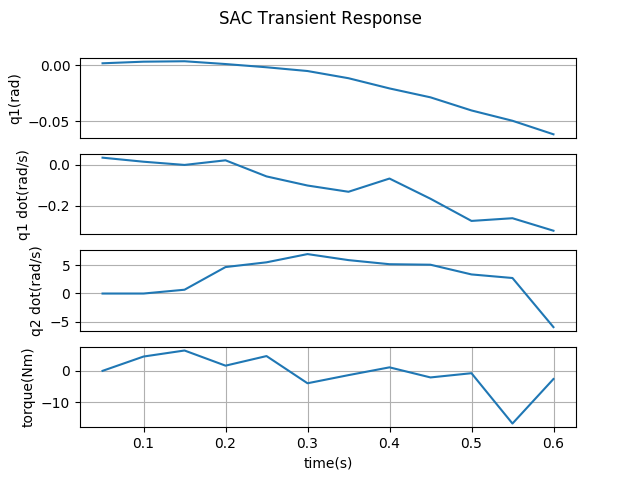 SAC Transient Response
q1(rad)
0.00
−0.05
q1 dot(rad/s)
0.0
−0.2
q2 dot(rad/s)
5
0
−5
torque(Nm)
0
−10
0.1 0.2 0.3 0.4 0.5 0.6
time(s)